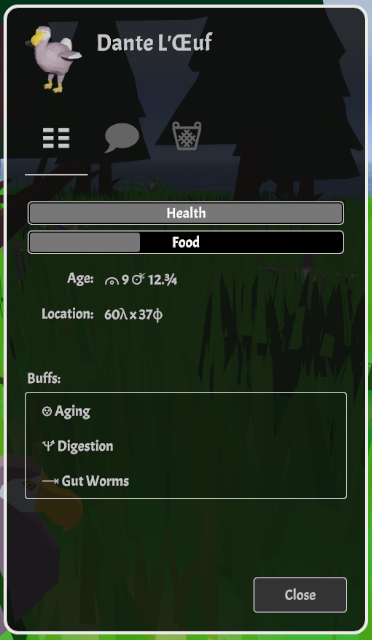 Dante L'Œuf
Health
Food
Age: 9 12.¾
Location: 60λ x 37ϕ
Buffs:
Aging
Digestion
Gut Worms
Close